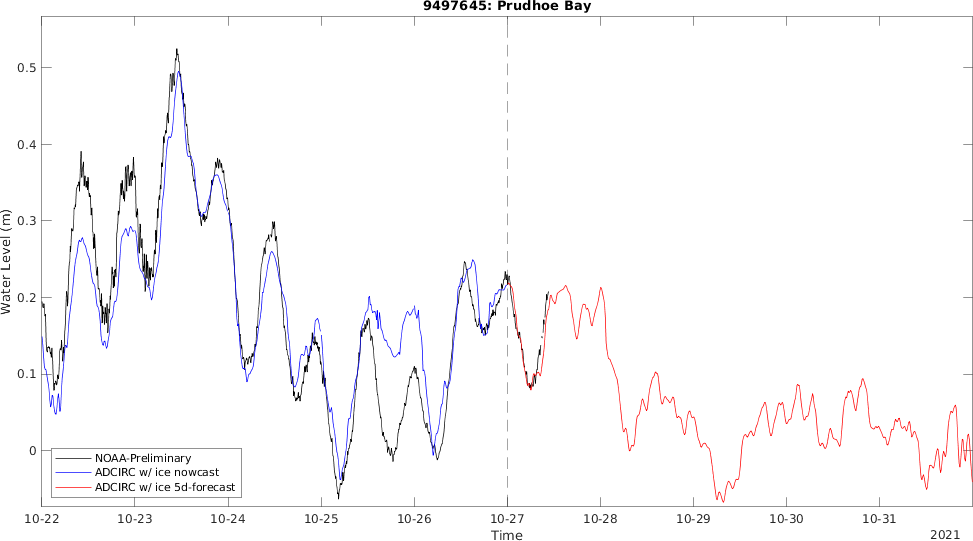 9497645: Prudhoe Bay
0.5
0.4
0.3
0.2
0.1
0
Water Level (m)
NOAA-Preliminary
ADCIRC w/ ice nowcast
ADCIRC w/ ice 5d-forecast
10-22 10-23 10-24 10-25 10-26 10-27 10-28 10-29 10-30 10-31
Time
2021